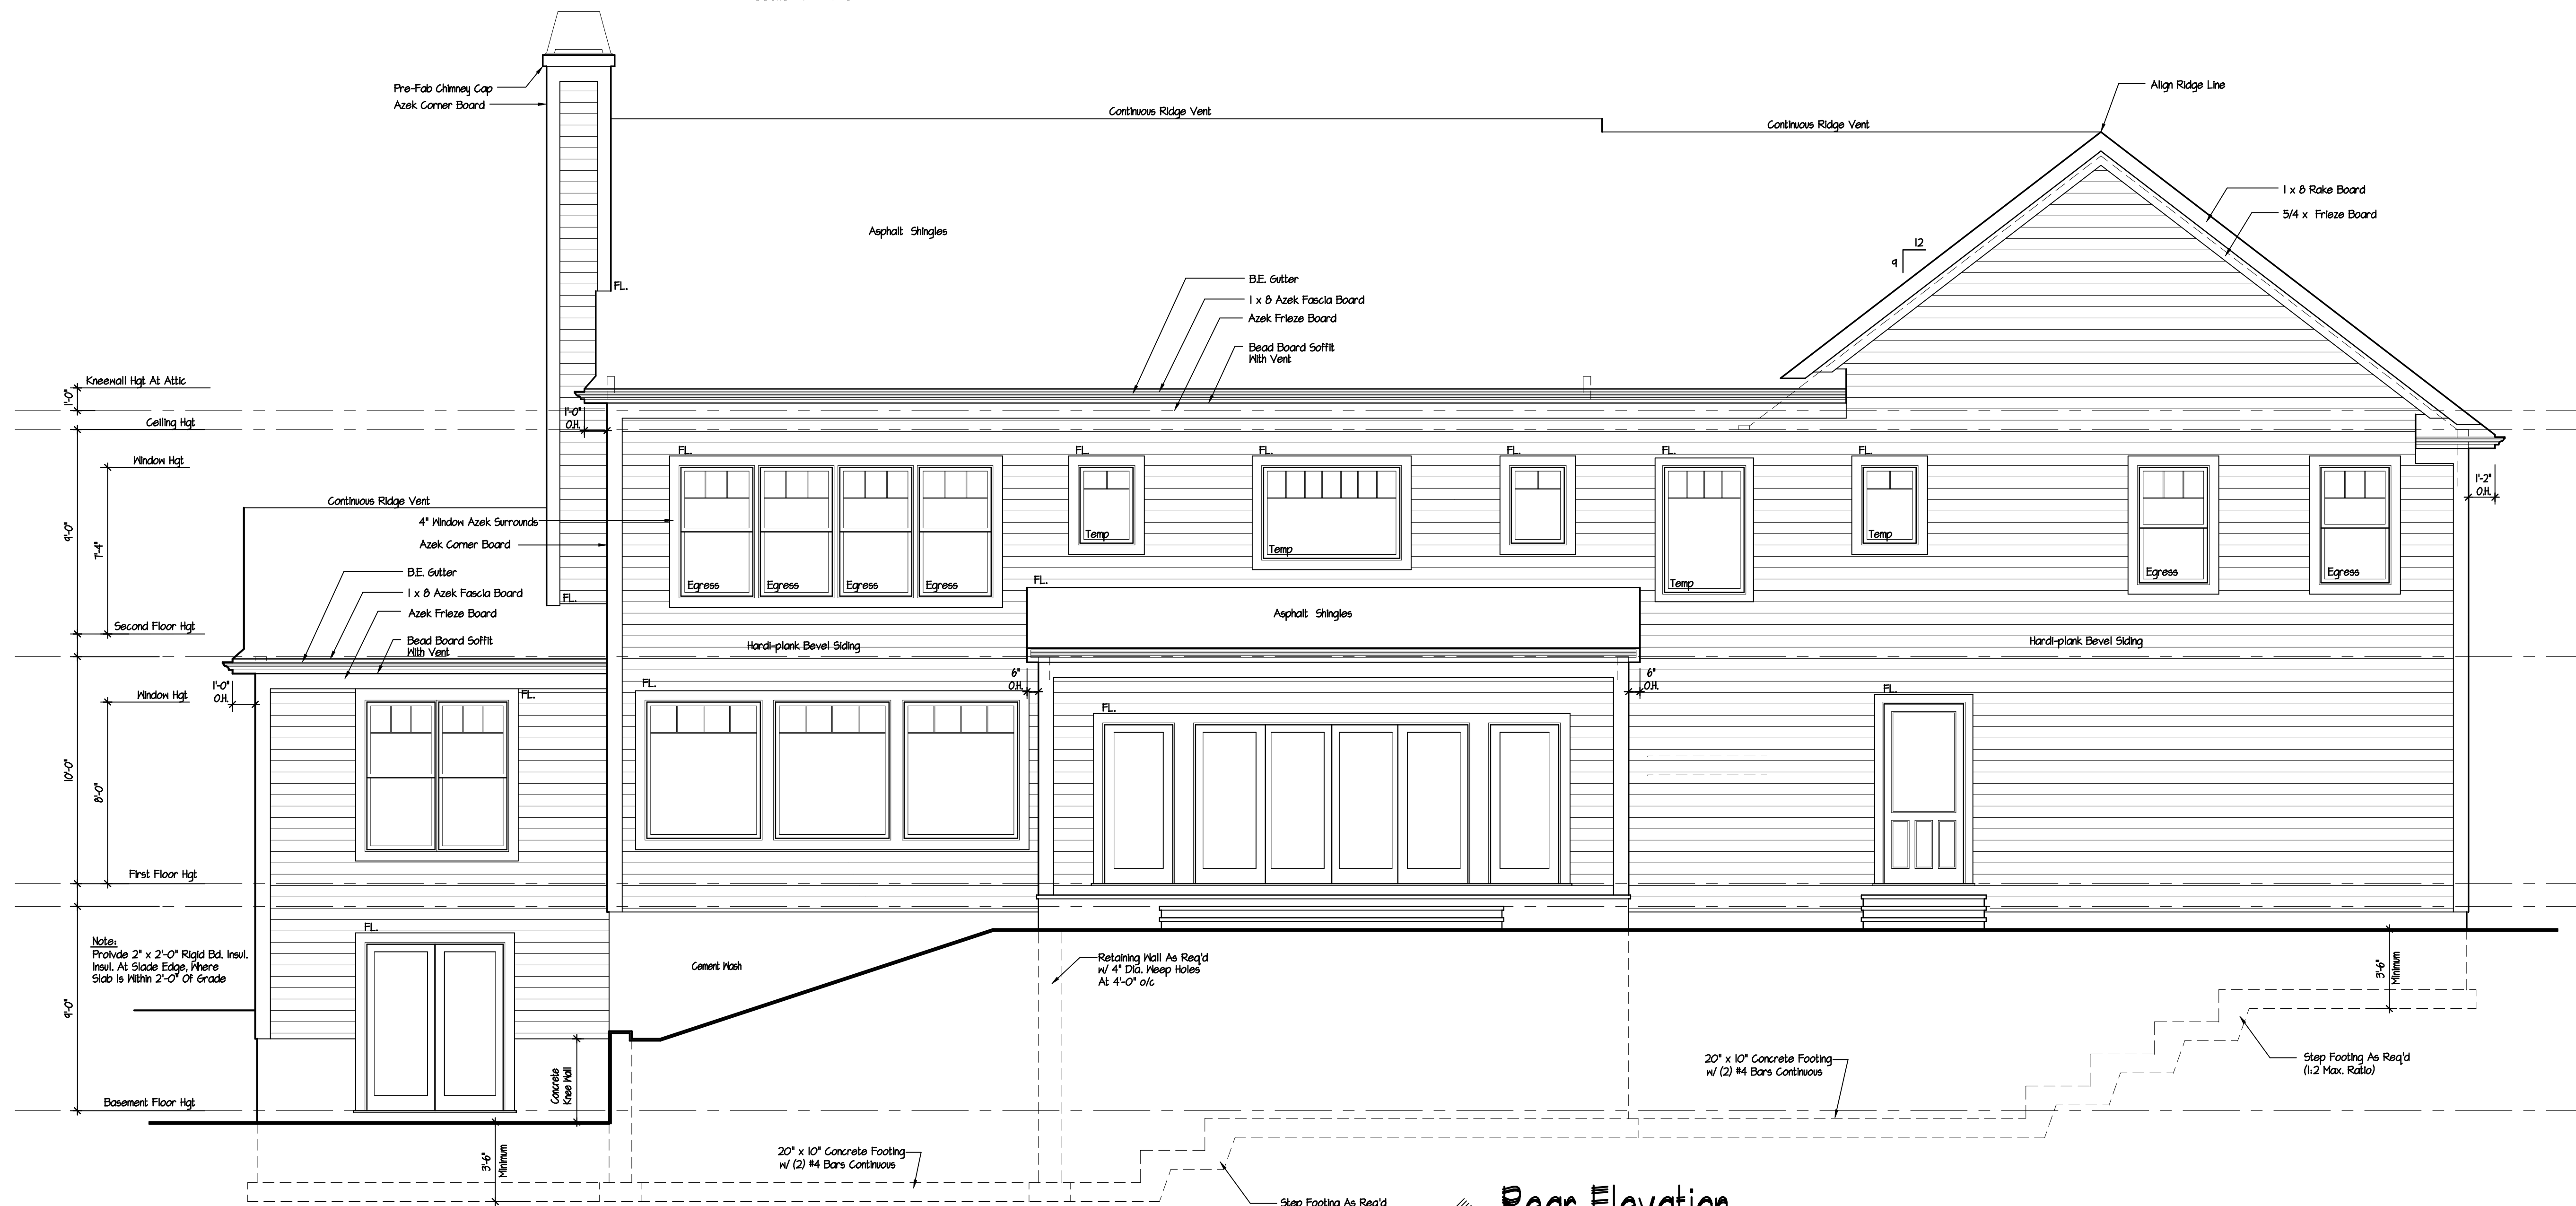 Pre-Fab Chimney Cap
Azek Corner Board
Continuous Ridge Vent
Continuous Ridge Vent
Align Ridge Line
1 x 8 Rake Board
5/4 x Frieze Board
12
9
Asphalt Shingles
FL.
B.E. Gutter
1 x 8 Azek Fascia Board
Azek Frieze Board
Bead Board Soffit
With Vent
Kneewall Hgt At Attic
1'-0"
Ceiling Hgt
1'-0"
O.H.
Window Hgt
FL.
FL.
FL.
FL.
FL.
FL.
1'-2"
O.H.
Continuous Ridge Vent
4" Window Azek Surrounds
Azek Corner Board
9'-0"
7'-4"
Temp
Temp
Temp
Egress
Egress
Egress
Egress
Temp
Egress
Egress
B.E. Gutter
1 x 8 Azek Fascia Board
Azek Frieze Board
Bead Board Soffit
With Vent
FL.
FL.
Asphalt Shingles
Second Floor Hgt
Hardi-plank Bevel Siding
Hardi-plank Bevel Siding
1'-0"
O.H.
6"
O.H.
6"
O.H.
Window Hgt
FL.
FL.
FL.
FL.
10'-0"
8'-0"
First Floor Hgt
FL.
Note:
Proivde 2" x 2'-0" Rigid Bd. Insul.
Insul. At Slade Edge, Where
Slab Is Within 2'-0" Of Grade
Cement Wash
Retaining Wall As Req'd
w/ 4" Dia. Weep Holes
At 4'-0" o/c
3'-6"
Minimum
9'-0"
Concrete
Knee Wall
Basement Floor Hgt
20" x 10" Concrete Footing
w/ (2) #4 Bars Continuous
Step Footing As Req'd
(1:2 Max. Ratio)
3'-6"
Minimum
20" x 10" Concrete Footing
w/ (2) #4 Bars Continuous
Step Footing As Req'd
Rear Elevation